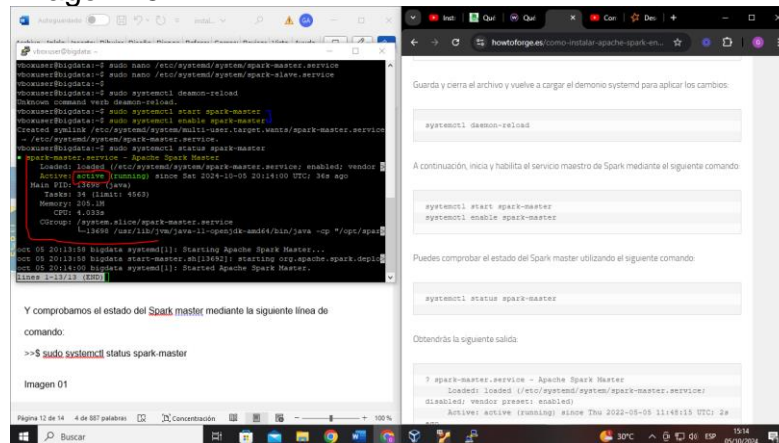 Autoguardado
vboxuser@bigdata: ~
vboxuser@bigdata:~$ sudo nano /etc/systemd/system/spark-master.service
vboxuser@bigdata:~$ sudo nano /etc/systemd/system/spark-slave.service
vboxuser@bigdata:~$
vboxuser@bigdata:~$ sudo systemctl deamon-reload
Unknown command verb deamon-reload.
vboxuser@bigdata:~$ sudo systemctl start spark-master
vboxuser@bigdata:~$ sudo systemctl enable spark-master
Created symlink /etc/systemd/system/multi-user.target.wants/spark-master.service
→ /etc/systemd/system/spark-master.service.
vboxuser@bigdata:~$ sudo systemctl status spark-master
● spark-master.service - Apache Spark Master
Loaded: loaded (/etc/systemd/system/spark-master.service; enabled; vendor
Active: active (running) since Sat 2024-10-05 20:14:00 UTC; 36s ago
Main PID: 13698 (java)
Tasks: 34 (limit: 4563)
Memory: 205.1M
CPU: 4.033s
CGroup: /system.slice/spark-master.service
└─13698 /usr/lib/jvm/java-11-openjdk-amd64/bin/java -cp "/opt/spar
oct 05 20:13:58 bigdata systemd[1]: Starting Apache Spark Master...
oct 05 20:13:58 bigdata start-master.sh[13692]: starting org.apache.spark.deplo
oct 05 20:14:00 bigdata systemd[1]: Started Apache Spark Master.
lines 1-13/13 (END)
Y comprobamos el estado del Spark master mediante la siguiente línea de
comando:
>>$ sudo systemctl status spark-master
Imagen 01
Página 12 de 14 4 de 887 palabras Concentración 100 %
Insti Qui Qui Con Des
howtoforge.es/como-instalar-apache-spark-en...
Guarda y cierra el archivo y vuelve a cargar el demonio systemd para aplicar los cambios:
systemctl daemon-reload
A continuación, inicia y habilita el servicio maestro de Spark mediante el siguiente comando:
systemctl start spark-master
systemctl enable spark-master
Puedes comprobar el estado del Spark master utilizando el siguiente comando:
systemctl status spark-master
Obtendrás la siguiente salida:
? spark-master.service - Apache Spark Master
Loaded: loaded (/etc/systemd/system/spark-master.service;
disabled; vendor preset: enabled)
Active: active (running) since Thu 2022-05-05 11:48:15 UTC; 2s
Buscar
30°C ESP 15:14
05/10/2024